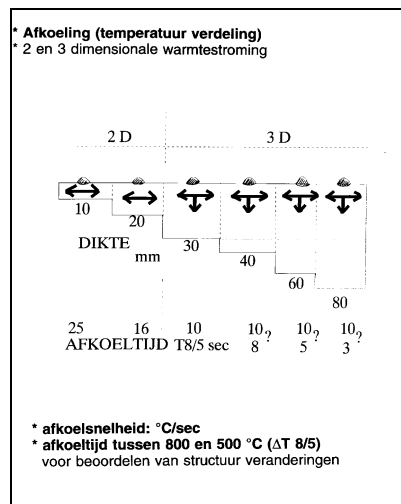 * Afkoeling (temperatuur verdeling)
* 2 en 3 dimensionale warmtestroming
2 D 3 D
10
20
DIKTE
mm
30
40
60
80
25 16 10 10? 10? 10?
AFKOELTIJD T8/5 sec 8 5 3
* afkoelsnelheid: °C/sec
* afkoeltijd tussen 800 en 500 °C (ΔT 8/5)
voor beoordelen van structuur veranderingen